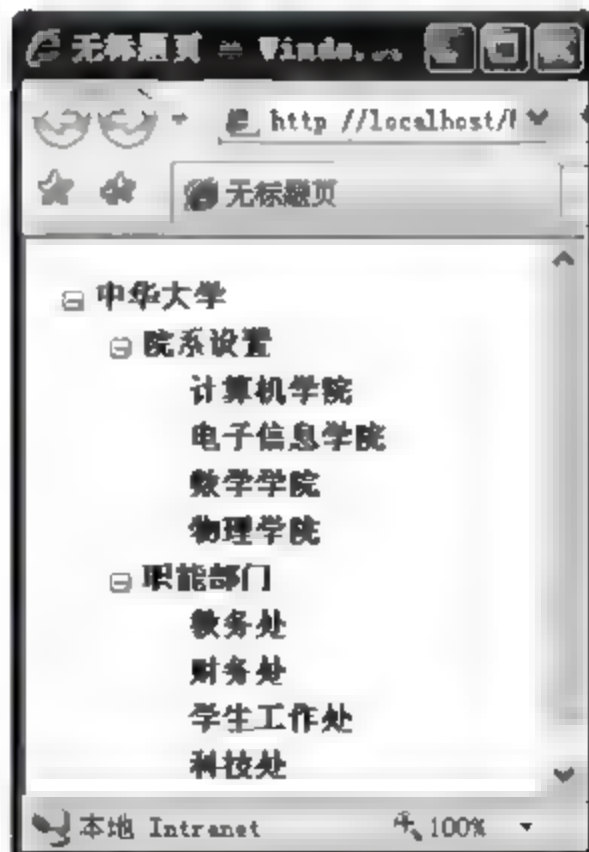 无标题页 - Windo...
http://localhost/
无标题页
中华大学
院系设置
计算机学院
电子信息学院
数学学院
物理学院
职能部门
教务处
财务处
学生工作处
科技处
本地 Intranet 100%